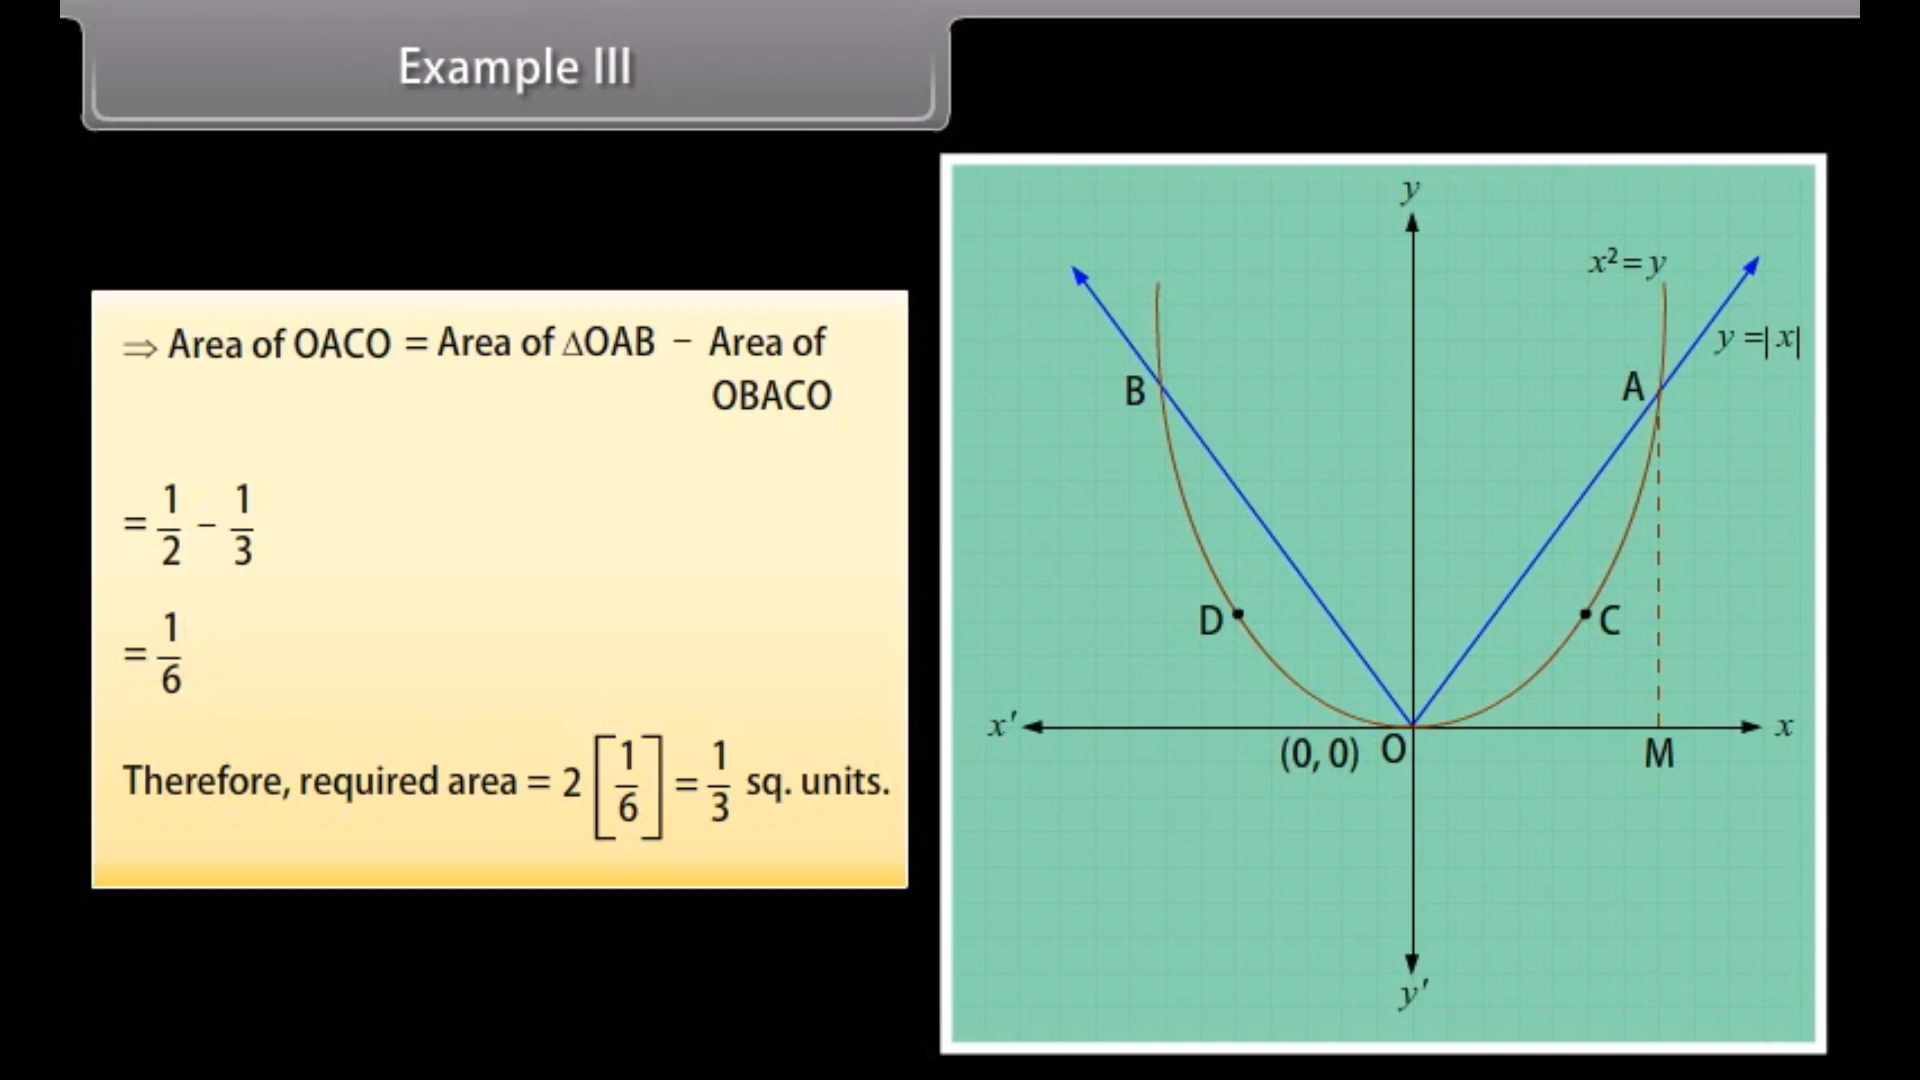 Example III
⇒ Area of OACO = Area of ∆OAB − Area of
OBACO
= 1/2 − 1/3
= 1/6
Therefore, required area = 2 [1/6] = 1/3 sq. units.
y
x² = y
y =| x|
B
A
D
C
x′
x
(0, 0)
O
M
y′